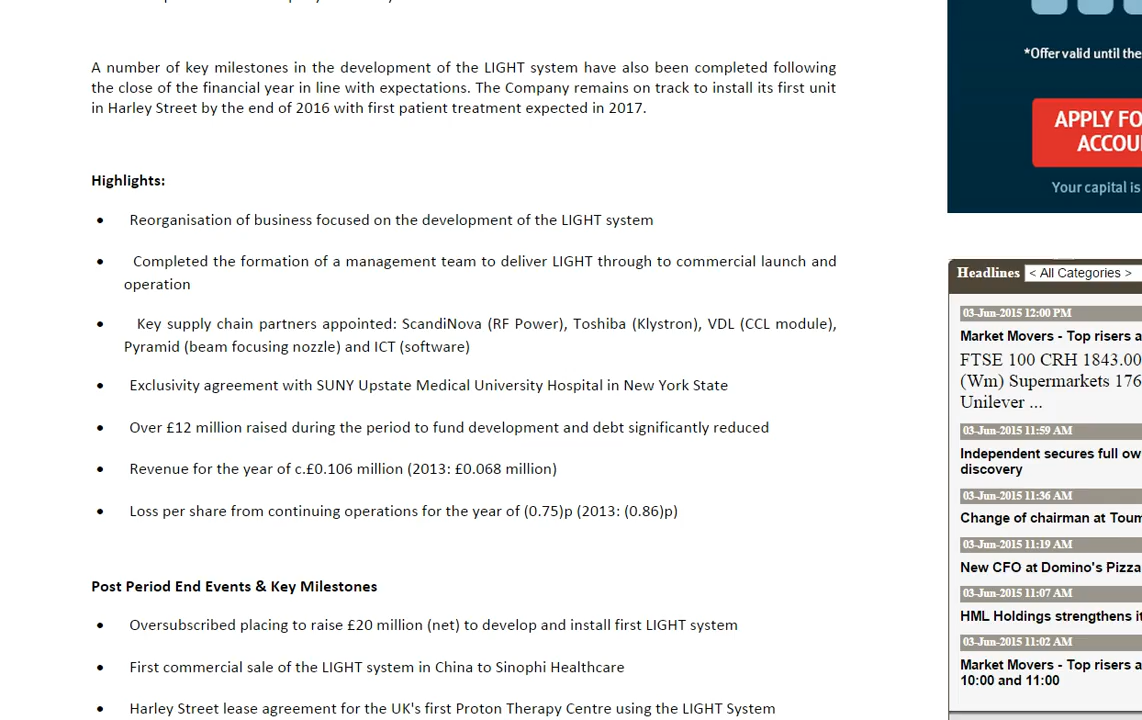 A number of key milestones in the development of the LIGHT system have also been completed following
the close of the financial year in line with expectations. The Company remains on track to install its first unit
in Harley Street by the end of 2016 with first patient treatment expected in 2017.
Highlights:
• Reorganisation of business focused on the development of the LIGHT system
• Completed the formation of a management team to deliver LIGHT through to commercial launch and
operation
• Key supply chain partners appointed: ScandiNova (RF Power), Toshiba (Klystron), VDL (CCL module),
Pyramid (beam focusing nozzle) and ICT (software)
• Exclusivity agreement with SUNY Upstate Medical University Hospital in New York State
• Over £12 million raised during the period to fund development and debt significantly reduced
• Revenue for the year of c.£0.106 million (2013: £0.068 million)
• Loss per share from continuing operations for the year of (0.75)p (2013: (0.86)p)
Post Period End Events & Key Milestones
• Oversubscribed placing to raise £20 million (net) to develop and install first LIGHT system
• First commercial sale of the LIGHT system in China to Sinophi Healthcare
• Harley Street lease agreement for the UK's first Proton Therapy Centre using the LIGHT System
*Offer valid until the
APPLY FO
ACCOU
Your capital is
Headlines < All Categories >
03-Jun-2015 12:00 PM
Market Movers - Top risers a
FTSE 100 CRH 1843.00
(Wm) Supermarkets 176
Unilever ...
03-Jun-2015 11:59 AM
Independent secures full ow
discovery
03-Jun-2015 11:36 AM
Change of chairman at Toum
03-Jun-2015 11:19 AM
New CFO at Domino's Pizza
03-Jun-2015 11:07 AM
HML Holdings strengthens it
03-Jun-2015 11:02 AM
Market Movers - Top risers a
10:00 and 11:00